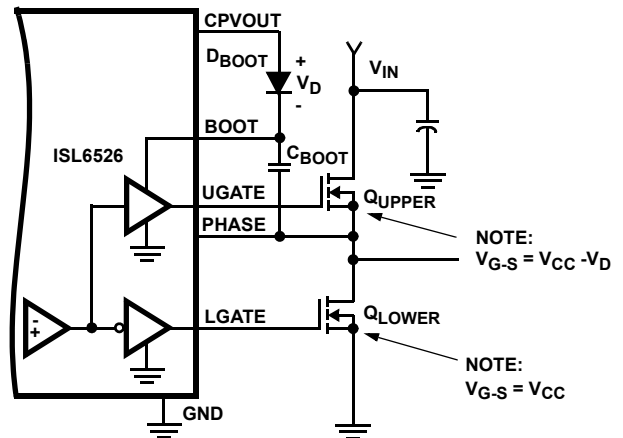 CPVOUT
DBOOT
+
VD
-
VIN
BOOT
CBOOT
ISL6526
UGATE
QUPPER
PHASE
NOTE:
VG-S = VCC -VD
-
+
LGATE
QLOWER
NOTE:
VG-S = VCC
GND